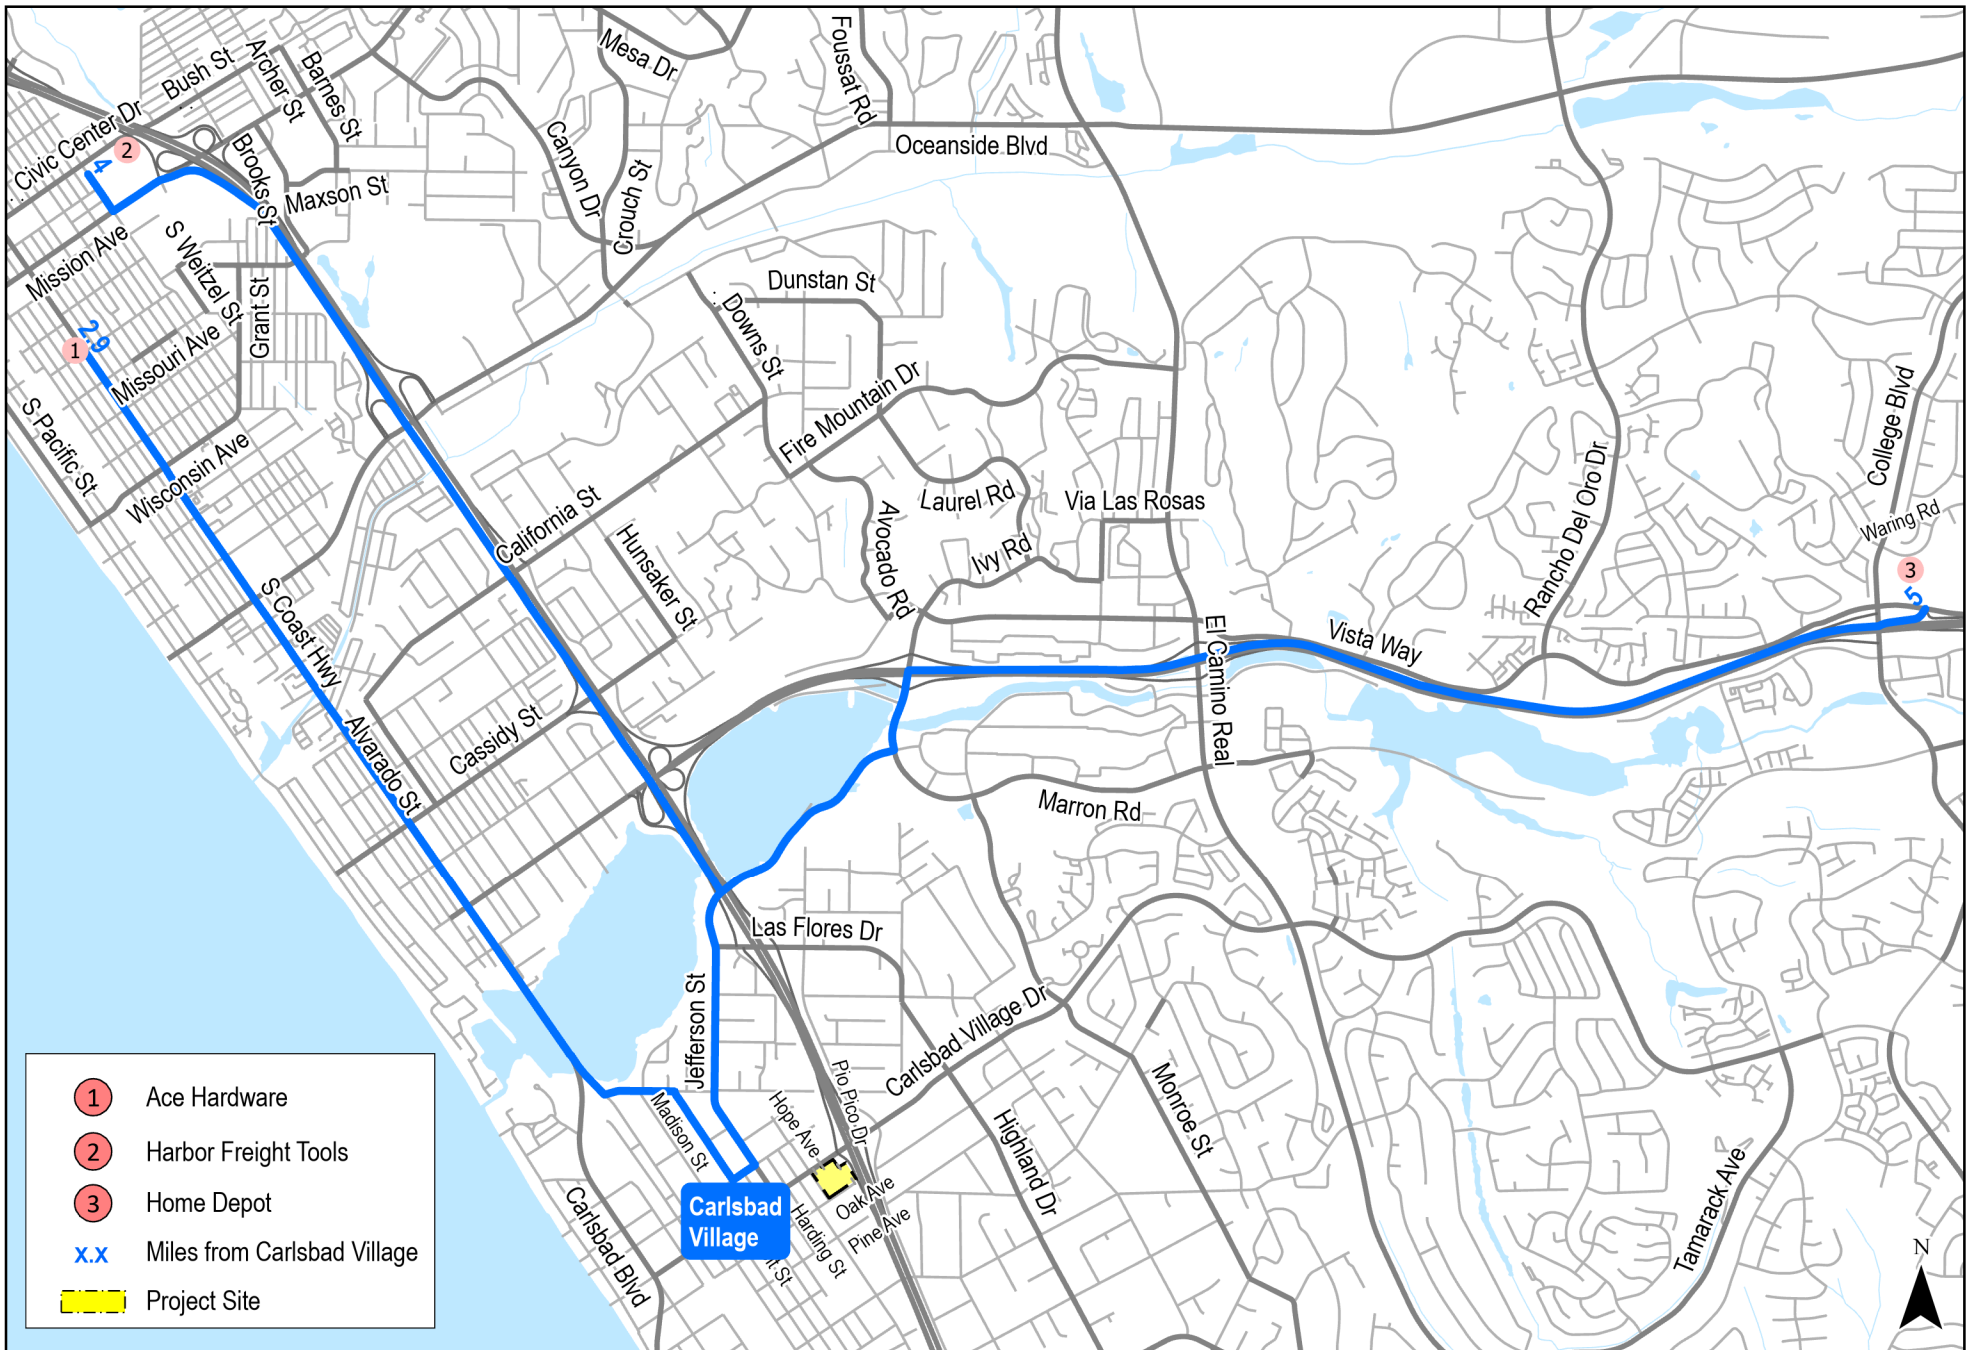 Mesa Dr
Foussat Rd
Bush St
Archer St
Barnes St
Civic Center Dr
2
4
Brooks St
Canyon Dr
Crouch St
Oceanside Blvd
Maxson St
Mission Ave
S Weitzel St
Grant St
Dunstan St
Downs St
2.9
1
Missouri Ave
Fire Mountain Dr
College Blvd
S Pacific St
Wisconsin Ave
California St
Laurel Rd
Via Las Rosas
Avocado Rd
Ivy Rd
Hunsaker St
Rancho Del Oro Dr
Waring Rd
3
5
S Coast Hwy
El Camino Real
Vista Way
Alvarado St
Cassidy St
Marron Rd
Las Flores Dr
Jefferson St
Carlsbad Village Dr
Pio Pico Dr
Hope Ave
Madison St
Monroe St
Highland Dr
Tamarack Ave
Oak Ave
Pine Ave
Harding St
t St
Carlsbad Blvd
Carlsbad
Village
1 Ace Hardware
2 Harbor Freight Tools
3 Home Depot
x.x Miles from Carlsbad Village
Project Site
N